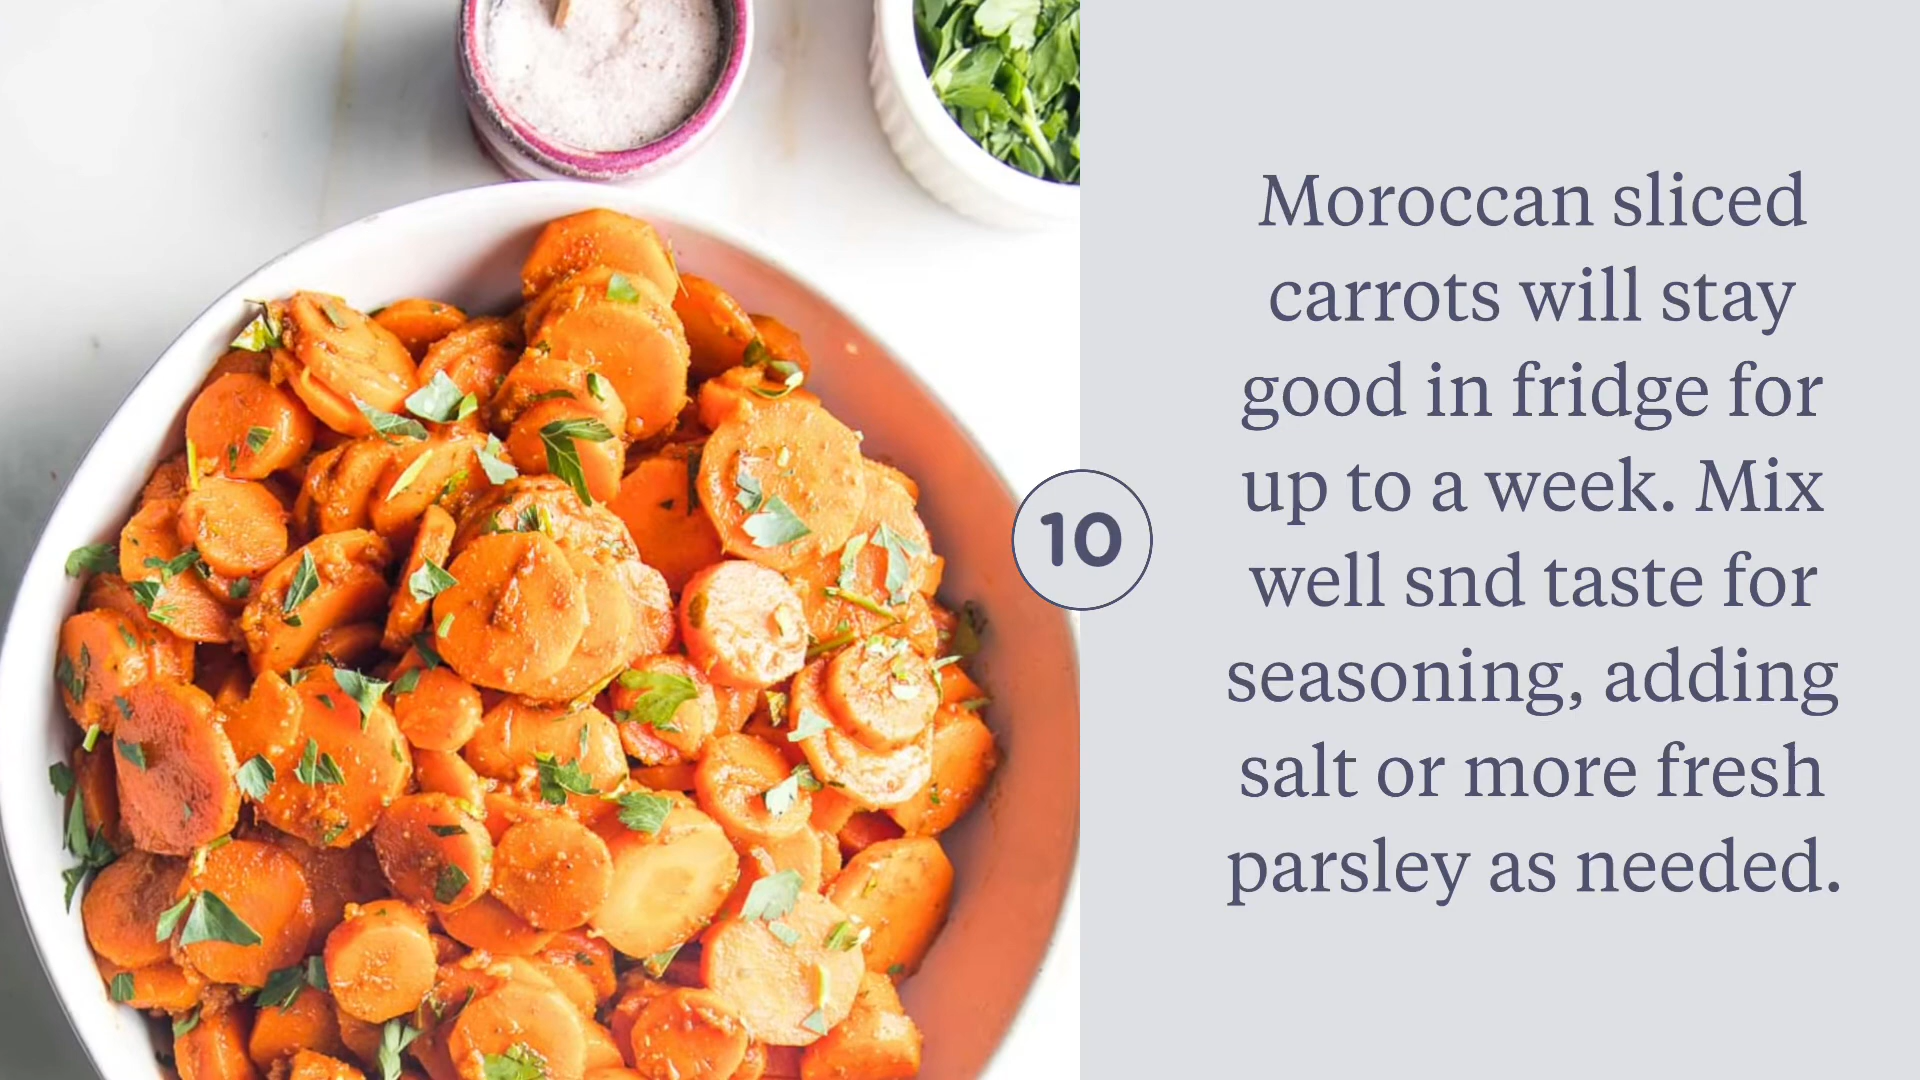 Moroccan sliced
carrots will stay
good in fridge for
up to a week. Mix
well snd taste for
seasoning, adding
salt or more fresh
parsley as needed.
10